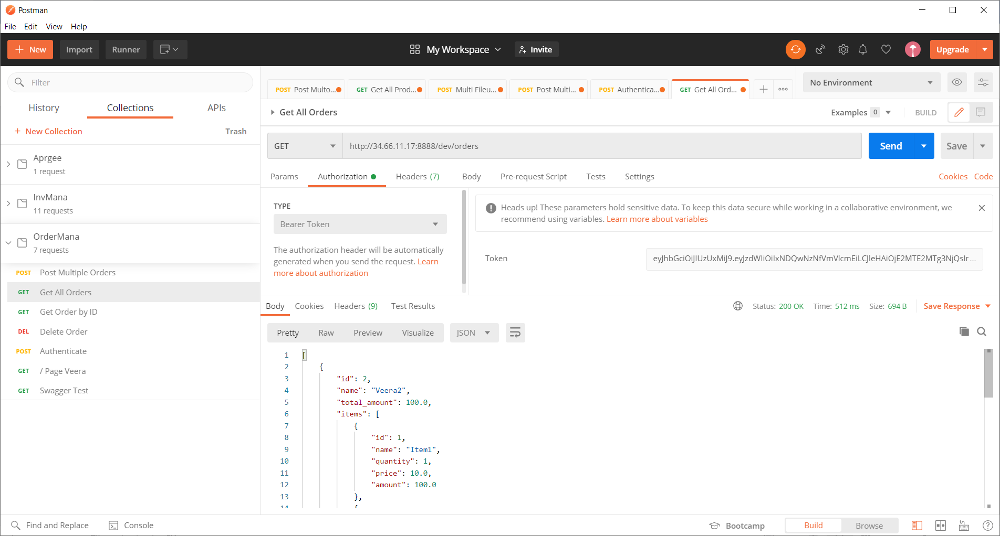 Postman
File Edit View Help
New Import Runner My Workspace Invite Upgrade
Filter
History Collections APIs
New Collection Trash
Aprgee
1 request
InvMana
11 requests
OrderMana
7 requests
POST Post Multiple Orders
GET Get All Orders
GET Get Order by ID
DEL Delete Order
POST Authenticate
GET / Page Veera
GET Swagger Test
POST Post Multo... GET Get All Prod... POST Multi Fileu... POST Post Multi... POST Authentica... GET Get All Ord...
No Environment
Get All Orders Examples 0 BUILD
GET http://34.66.11.17:8888/dev/orders Send Save
Params Authorization Headers (7) Body Pre-request Script Tests Settings Cookies Code
TYPE
Bearer Token
The authorization header will be automatically
generated when you send the request. Learn
more about authorization
Heads up! These parameters hold sensitive data. To keep this data secure while working in a collaborative environment, we
recommend using variables. Learn more about variables
Token eyJhbGciOiJIUzUxMiJ9.eyJzdWIiOiIxNDQwNzNfVmVlcmEiLCJleHAiOjE2MTE2MTg3NjQsIr ...
Body Cookies Headers (9) Test Results Status: 200 OK Time: 512 ms Size: 694 B Save Response
Pretty Raw Preview Visualize JSON
1 [
2 {
3 "id": 2,
4 "name": "Veera2",
5 "total_amount": 100.0,
6 "items": [
7 {
8 "id": 1,
9 "name": "Item1",
10 "quantity": 1,
11 "price": 10.0,
12 "amount": 100.0
13 },
14 {
Find and Replace Console Bootcamp Build Browse